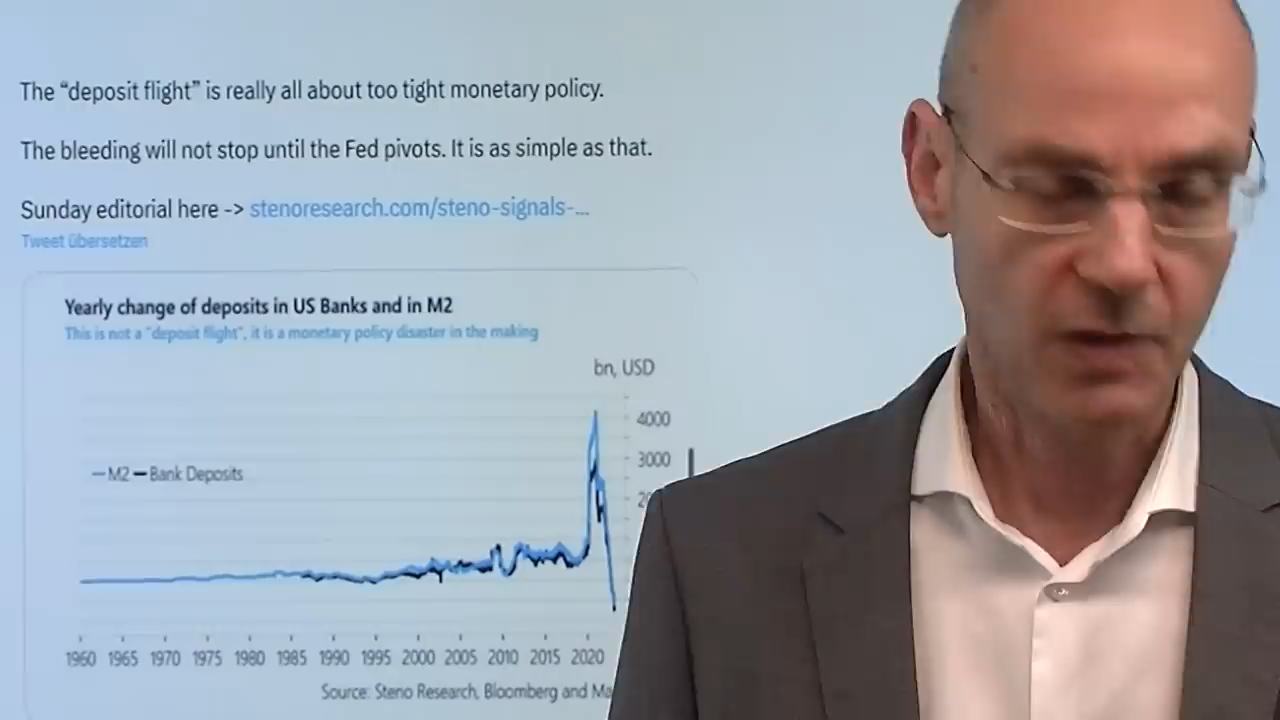 The “deposit flight” is really all about too tight monetary policy.
The bleeding will not stop until the Fed pivots. It is as simple as that.
Sunday editorial here -> stenoresearch.com/steno-signals-...
Tweet übersetzen
Yearly change of deposits in US Banks and in M2
This is not a "deposit flight", it is a monetary policy disaster in the making
bn, USD
4000
3000
M2 Bank Deposits
1960 1965 1970 1975 1980 1985 1990 1995 2000 2005 2010 2015 2020
Source: Steno Research, Bloomberg and